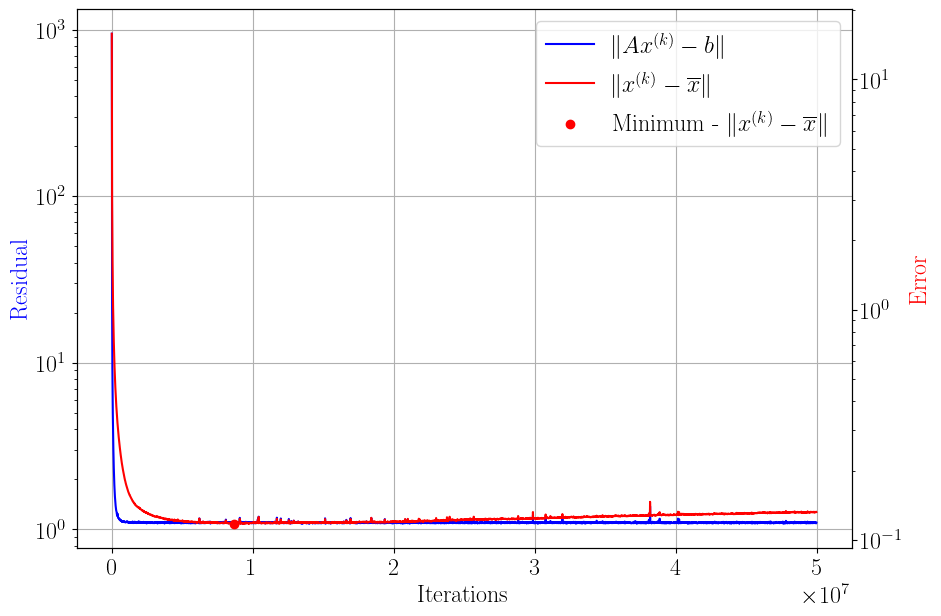 10³
10²
10¹
10⁰
Residual
‖Ax⁽ᵏ⁾ − b‖
‖x⁽ᵏ⁾ − x̅‖
Minimum - ‖x⁽ᵏ⁾ − x̅‖
10¹
10⁰
10⁻¹
Error
0 1 2 3 4 5
Iterations
×10⁷